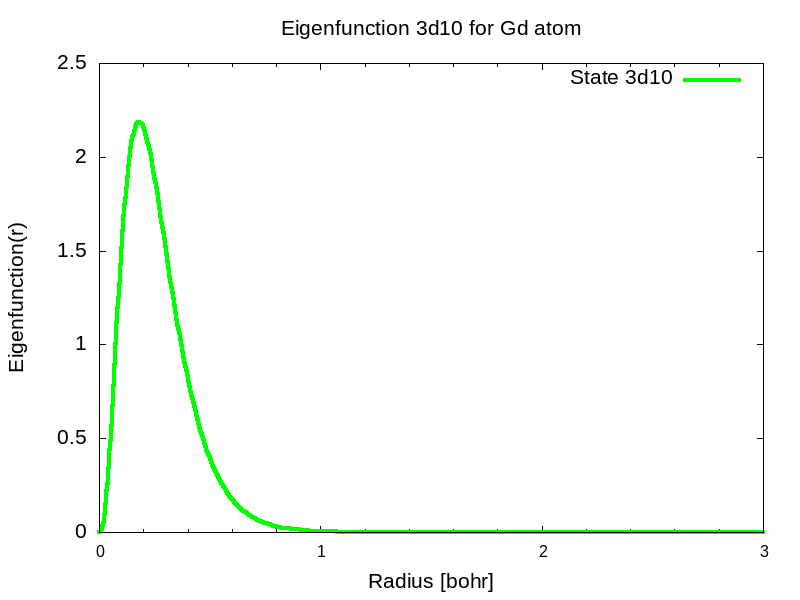 Eigenfunction 3d10 for Gd atom
State 3d10
Eigenfunction(r)
2.5
2
1.5
1
0.5
0
0 1 2 3
Radius [bohr]